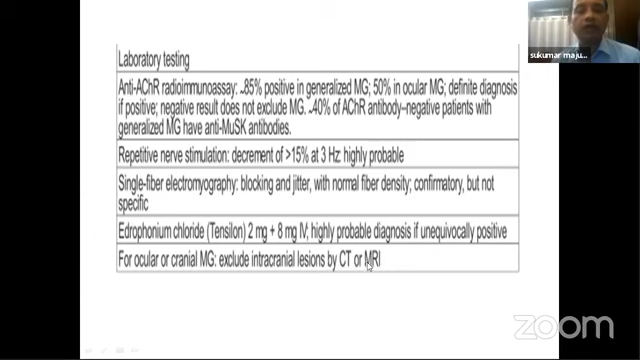 sukumar maju...
Laboratory testing
Anti-AChR radioimmunoassay: ~85% positive in generalized MG; 50% in ocular MG; definite diagnosis
if positive; negative result does not exclude MG. ~40% of AChR antibody–negative patients with
generalized MG have anti-MuSK antibodies.
Repetitive nerve stimulation: decrement of >15% at 3 Hz: highly probable
Single-fiber electromyography: blocking and jitter, with normal fiber density; confirmatory, but not
specific
Edrophonium chloride (Tensilon) 2 mg + 8 mg IV, highly probable diagnosis if unequivocally positive
For ocular or cranial MG: exclude intracranial lesions by CT or MRI
zoom